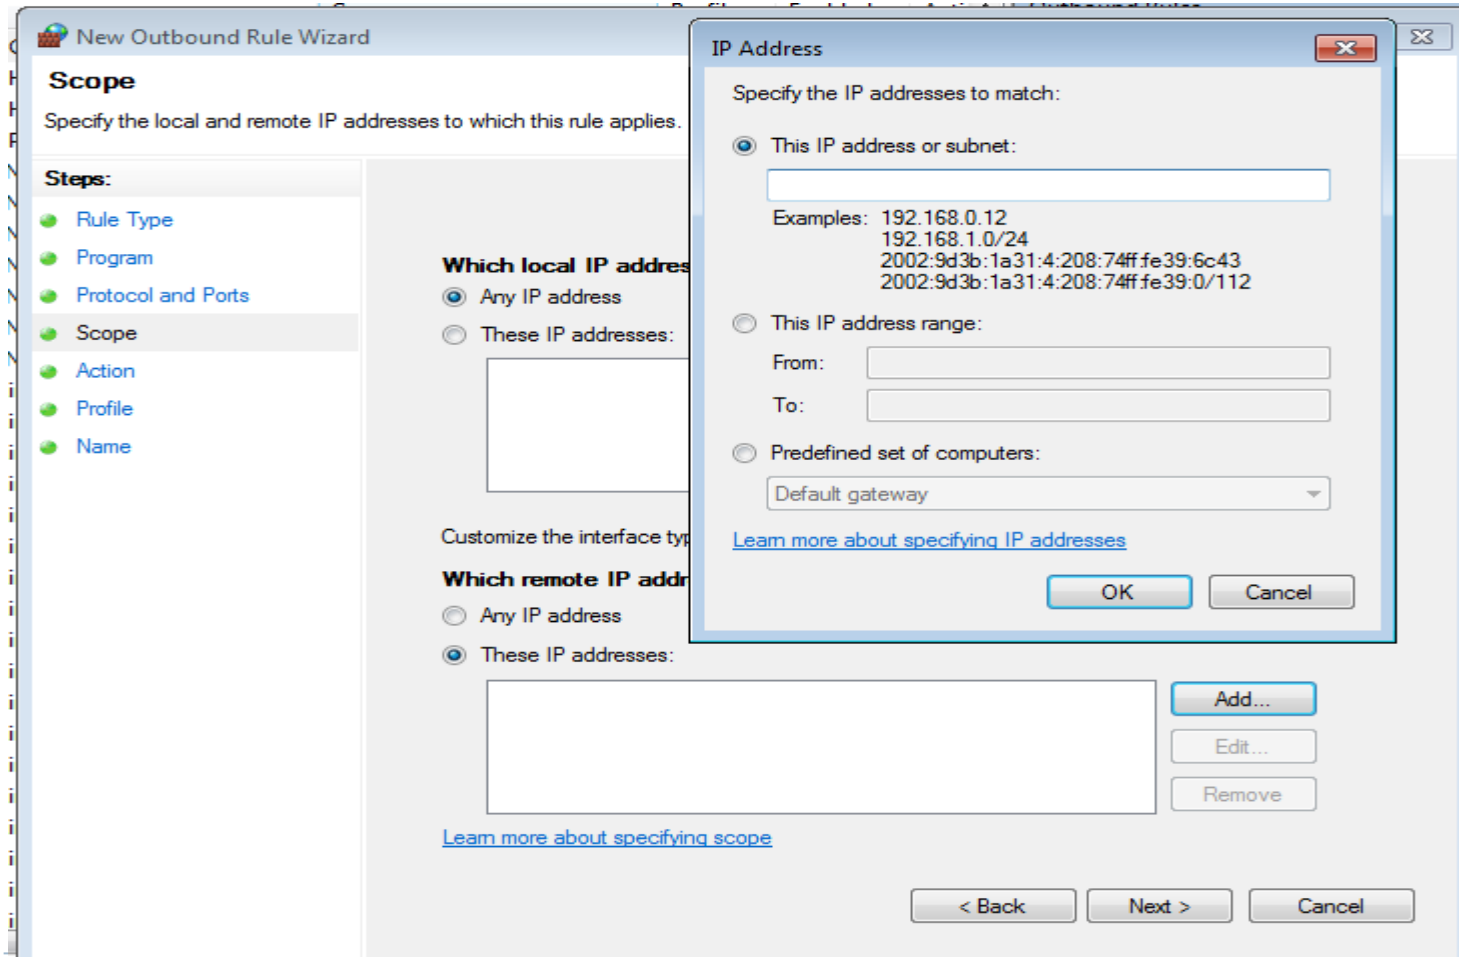 New Outbound Rule Wizard
Scope
Specify the local and remote IP addresses to which this rule applies.
Steps:
Rule Type
Program
Protocol and Ports
Scope
Action
Profile
Name
Which local IP addres
Any IP address
These IP addresses:
Customize the interface typ
Which remote IP addr
Any IP address
These IP addresses:
Add...
Edit...
Remove
Learn more about specifying scope
< Back
Next >
Cancel
IP Address
Specify the IP addresses to match:
This IP address or subnet:
Examples: 192.168.0.12
192.168.1.0/24
2002:9d3b:1a31:4:208:74ff:fe39:6c43
2002:9d3b:1a31:4:208:74ff:fe39:0/112
This IP address range:
From:
To:
Predefined set of computers:
Default gateway
Learn more about specifying IP addresses
OK
Cancel